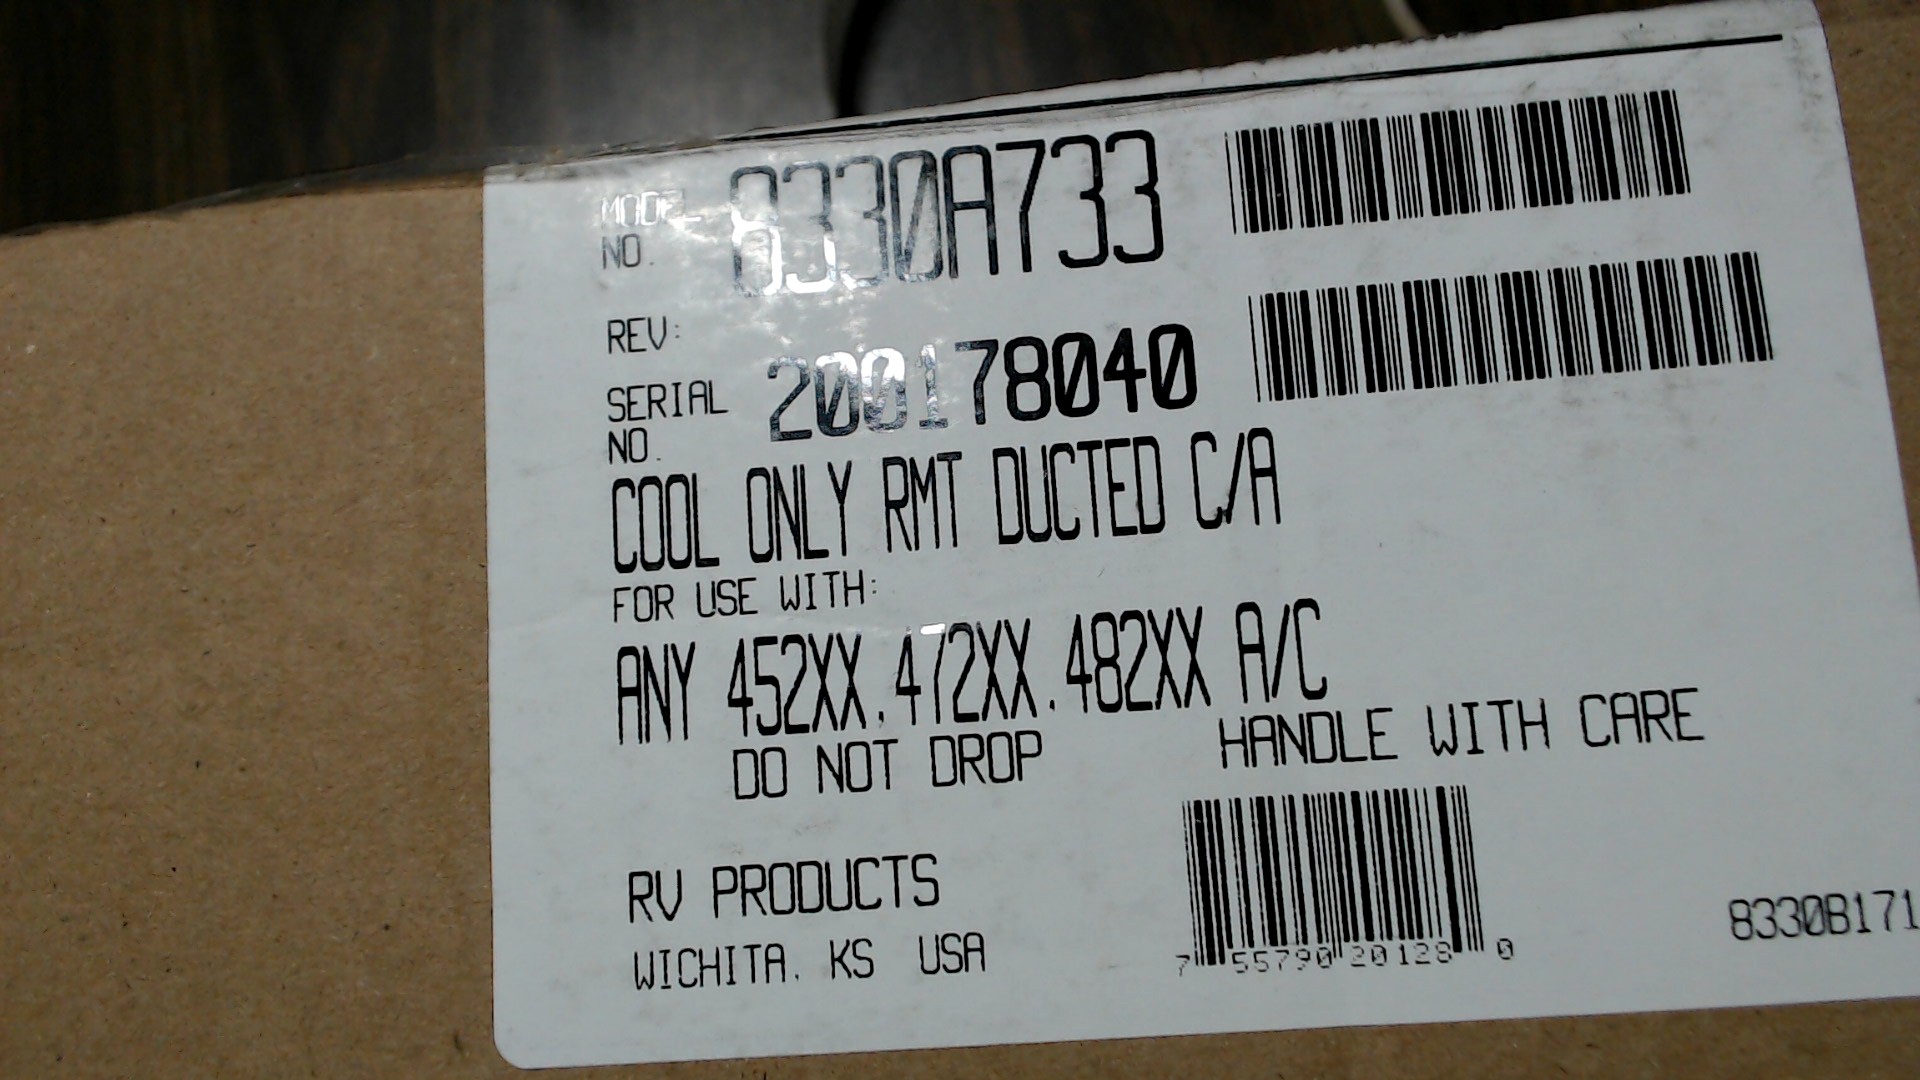 MODEL NO. 8330A733
REV:
SERIAL NO. 200178040
COOL ONLY RMT DUCTED C/A
FOR USE WITH:
ANY 452XX,472XX,482XX A/C
DO NOT DROP HANDLE WITH CARE
RV PRODUCTS
WICHITA, KS USA
7 55790 20128 0
8330B171